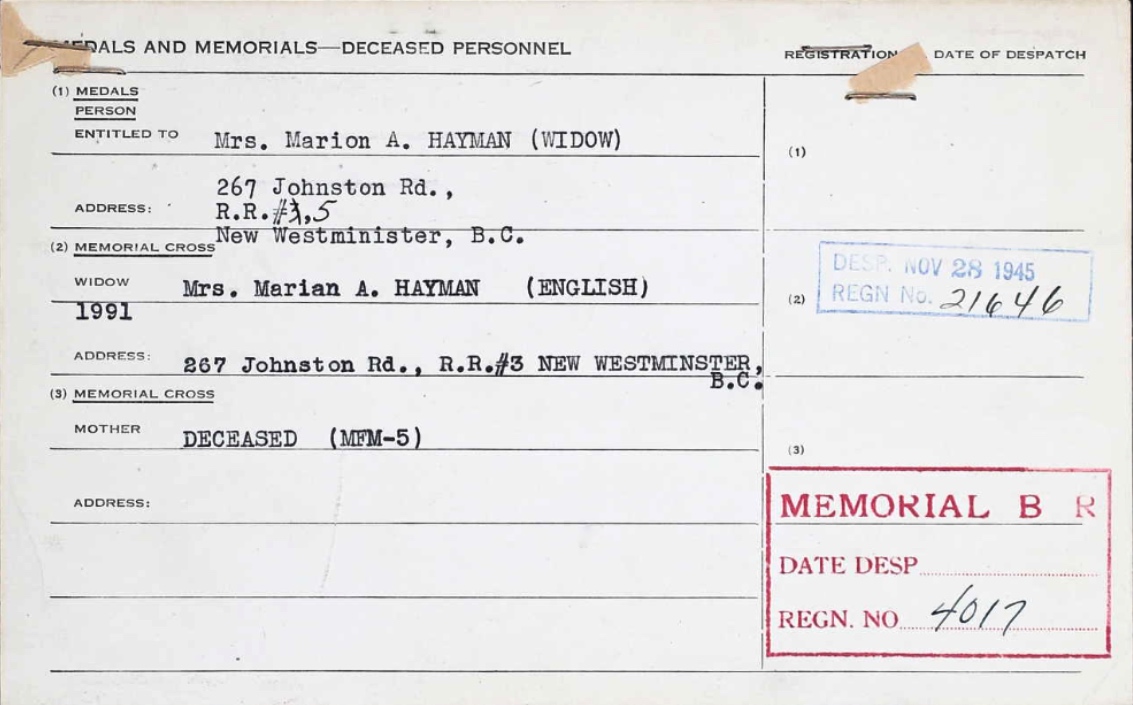 MEDALS AND MEMORIALS—DECEASED PERSONNEL
REGISTRATION DATE OF DESPATCH
(1) MEDALS
PERSON
ENTITLED TO Mrs. Marion A. HAYMAN (WIDOW)
(1)
267 Johnston Rd.,
ADDRESS: R.R.#3,5
New Westminister, B.C.
(2) MEMORIAL CROSS
WIDOW Mrs. Marian A. HAYMAN (ENGLISH)
1991
(2)
DESP. NOV 28 1945
REGN No. 21646
ADDRESS: 267 Johnston Rd., R.R.#3 NEW WESTMINSTER,
B.C.
(3) MEMORIAL CROSS
MOTHER DECEASED (MFM-5)
(3)
ADDRESS:
MEMORIAL B R
DATE DESP
REGN. NO 4017